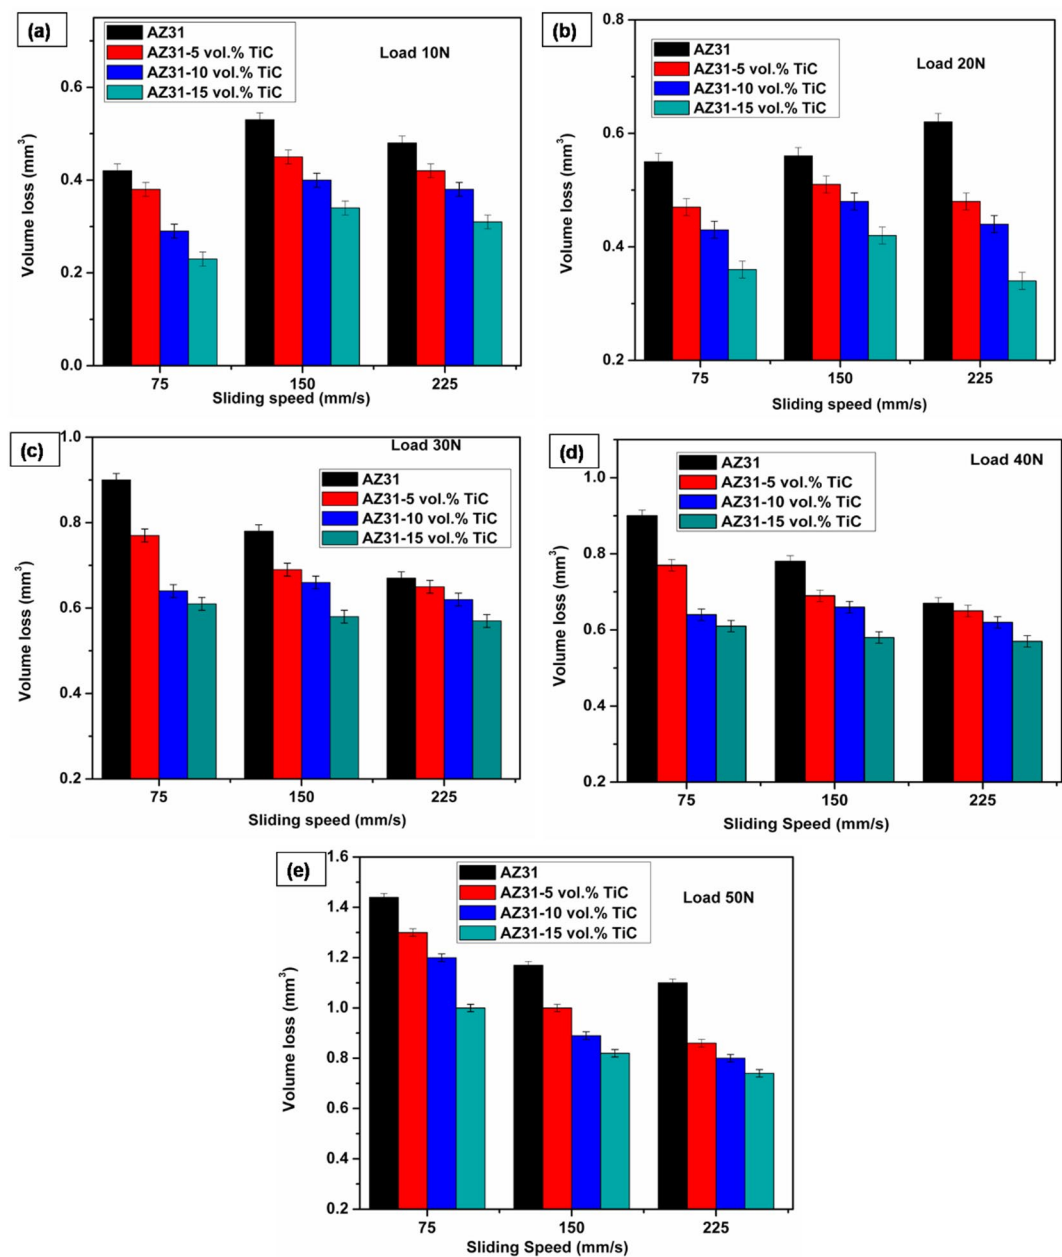 (a)
AZ31
AZ31-5 vol.% TiC
AZ31-10 vol.% TiC
AZ31-15 vol.% TiC
Load 10N
Volume loss (mm³)
0.6
0.4
0.2
0.0
75 150 225
Sliding speed (mm/s)
(b)
AZ31
AZ31-5 vol.% TiC
AZ31-10 vol.% TiC
AZ31-15 vol.% TiC
Load 20N
Volume loss (mm³)
0.8
0.6
0.4
0.2
75 150 225
Sliding speed (mm/s)
(c)
Load 30N
AZ31
AZ31-5 vol.% TiC
AZ31-10 vol.% TiC
AZ31-15 vol.% TiC
Volume loss (mm³)
1.0
0.8
0.6
0.4
0.2
75 150 225
Sliding speed (mm/s)
(d)
AZ31
AZ31-5 vol.% TiC
AZ31-10 vol.% TiC
AZ31-15 vol.% TiC
Load 40N
Volume loss (mm³)
1.0
0.8
0.6
0.4
0.2
75 150 225
Sliding Speed (mm/s)
(e)
AZ31
AZ31-5 vol.% TiC
AZ31-10 vol.% TiC
AZ31-15 vol.% TiC
Load 50N
Volume loss (mm³)
1.6
1.4
1.2
1.0
0.8
0.6
0.4
0.2
75 150 225
Sliding Speed (mm/s)